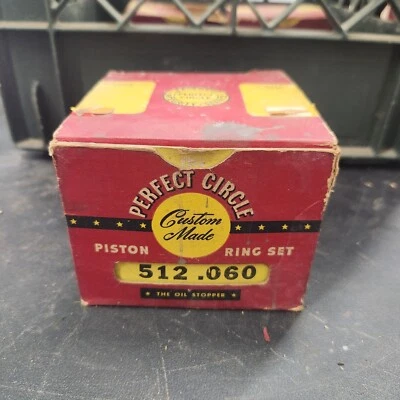 PERFECT CIRCLE
Custom
Made
PISTON RING SET
512 .060
THE OIL STOPPER